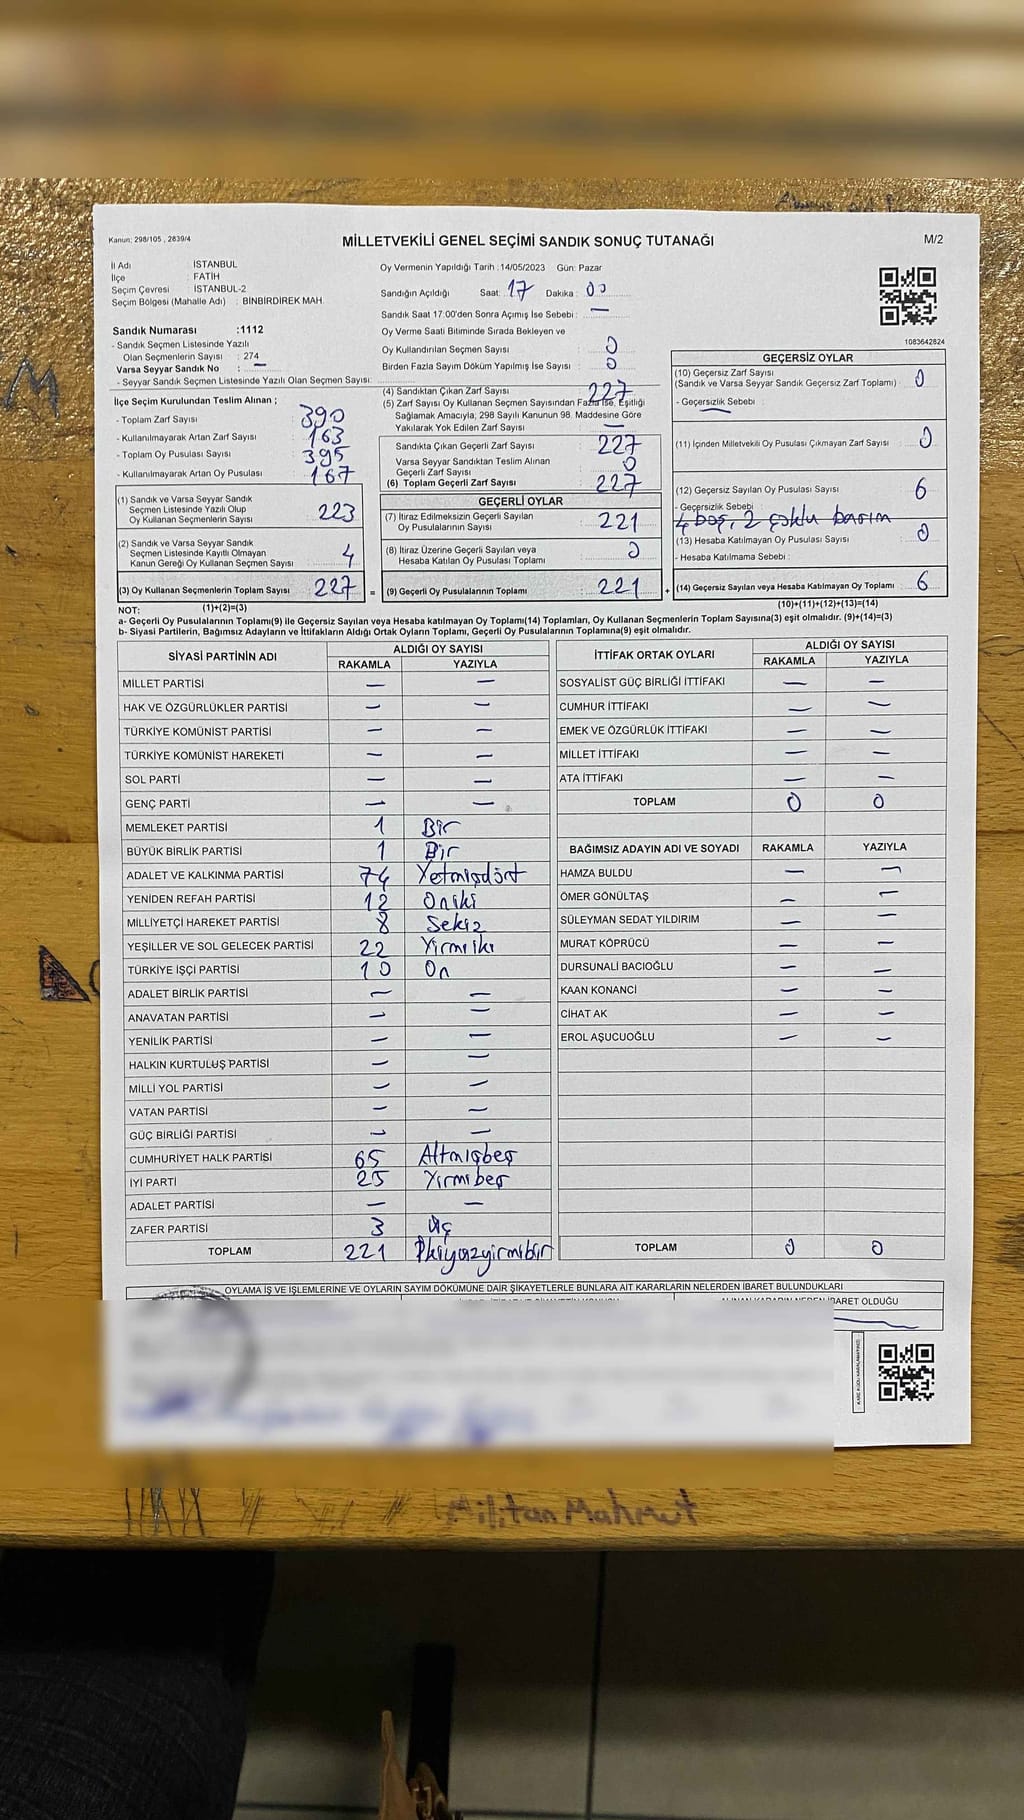 Kanun: 298/105 , 2839/4
MİLLETVEKİLİ GENEL SEÇİMİ SANDIK SONUÇ TUTANAĞI
M/2
İl Adı : İSTANBUL
İlçe : FATİH
Seçim Çevresi : İSTANBUL-2
Seçim Bölgesi (Mahalle Adı) : BİNBİRDİREK MAH.
Oy Vermenin Yapıldığı Tarih :14/05/2023 Gün: Pazar
Sandığın Açıldığı Saat: 17 Dakika : 00
Sandık Saat 17:00'den Sonra Açımış İse Sebebi : —
Oy Verme Saati Bitiminde Sırada Bekleyen ve
Oy Kullandırılan Seçmen Sayısı : 0
Birden Fazla Sayım Döküm Yapılmış İse Sayısı : 0
1083642824
Sandık Numarası :1112
- Sandık Seçmen Listesinde Yazılı
Olan Seçmenlerin Sayısı : 274
Varsa Seyyar Sandık No : —
- Seyyar Sandık Seçmen Listesinde Yazılı Olan Seçmen Sayısı:
İlçe Seçim Kurulundan Teslim Alınan ;
- Toplam Zarf Sayısı : 390
- Kullanılmayarak Artan Zarf Sayısı : 163
- Toplam Oy Pusulası Sayısı : 395
- Kullanılmayarak Artan Oy Pusulası : 167
(1) Sandık ve Varsa Seyyar Sandık
Seçmen Listesinde Yazılı Olup
Oy Kullanan Seçmenlerin Sayısı : 223
(2) Sandık ve Varsa Seyyar Sandık
Seçmen Listesinde Kayıtlı Olmayan
Kanun Gereği Oy Kullanan Seçmen Sayısı : 4
(3) Oy Kullanan Seçmenlerin Toplam Sayısı : 227
(1)+(2)=(3)
(4) Sandıktan Çıkan Zarf Sayısı : 227
(5) Zarf Sayısı Oy Kullanan Seçmen Sayısından Fazla İse, Eşitliği
Sağlamak Amacıyla, 298 Sayılı Kanunun 98. Maddesine Göre
Yakılarak Yok Edilen Zarf Sayısı : —
Sandıkta Çıkan Geçerli Zarf Sayısı : 227
Varsa Seyyar Sandıktan Teslim Alınan
Geçerli Zarf Sayısı : 0
(6) Toplam Geçerli Zarf Sayısı : 227
GEÇERLİ OYLAR
(7) İtiraz Edilmeksizin Geçerli Sayılan
Oy Pusulalarının Sayısı : 221
(8) İtiraz Üzerine Geçerli Sayılan veya
Hesaba Katılan Oy Pusulası Toplamı : 0
= (9) Geçerli Oy Pusulalarının Toplamı : 221
GEÇERSİZ OYLAR
(10) Geçersiz Zarf Sayısı
(Sandık ve Varsa Seyyar Sandık Geçersiz Zarf Toplamı) : 0
- Geçersizlik Sebebi :
(11) İçinden Milletvekili Oy Pusulası Çıkmayan Zarf Sayısı : 0
(12) Geçersiz Sayılan Oy Pusulası Sayısı : 6
- Geçersizlik Sebebi :
4 boş, 2 çoklu basım
(13) Hesaba Katılmayan Oy Pusulası Sayısı : 0
- Hesaba Katılmama Sebebi :
+ (14) Geçersiz Sayılan veya Hesaba Katılmayan Oy Toplamı : 6
(10)+(11)+(12)+(13)=(14)
NOT:
a- Geçerli Oy Pusulalarının Toplamı(9) ile Geçersiz Sayılan veya Hesaba katılmayan Oy Toplamı(14) Toplamları, Oy Kullanan Seçmenlerin Toplam Sayısına(3) eşit olmalıdır. (9)+(14)=(3)
b- Siyasi Partilerin, Bağımsız Adayların ve İttifakların Aldığı Ortak Oyların Toplamı, Geçerli Oy Pusulalarının Toplamına(9) eşit olmalıdır.
SİYASİ PARTİNİN ADI ALDIĞI OY SAYISI
RAKAMLA YAZIYLA
MİLLET PARTİSİ — —
HAK VE ÖZGÜRLÜKLER PARTİSİ — —
TÜRKİYE KOMÜNİST PARTİSİ — —
TÜRKİYE KOMÜNİST HAREKETİ — —
SOL PARTİ — —
GENÇ PARTİ — —
MEMLEKET PARTİSİ 1 Bir
BÜYÜK BİRLİK PARTİSİ 1 Bir
ADALET VE KALKINMA PARTİSİ 74 Yetmişdört
YENİDEN REFAH PARTİSİ 12 Oniki
MİLLİYETÇİ HAREKET PARTİSİ 8 Sekiz
YEŞİLLER VE SOL GELECEK PARTİSİ 22 Yirmiiki
TÜRKİYE İŞÇİ PARTİSİ 10 On
ADALET BİRLİK PARTİSİ — —
ANAVATAN PARTİSİ — —
YENİLİK PARTİSİ — —
HALKIN KURTULUŞ PARTİSİ — —
MİLLİ YOL PARTİSİ — —
VATAN PARTİSİ — —
GÜÇ BİRLİĞİ PARTİSİ — —
CUMHURİYET HALK PARTİSİ 65 Altmışbeş
İYİ PARTİ 25 Yirmibeş
ADALET PARTİSİ — —
ZAFER PARTİSİ 3 Üç
TOPLAM 221 İkiyüzyirmibir
İTTİFAK ORTAK OYLARI ALDIĞI OY SAYISI
RAKAMLA YAZIYLA
SOSYALİST GÜÇ BİRLİĞİ İTTİFAKI — —
CUMHUR İTTİFAKI — —
EMEK VE ÖZGÜRLÜK İTTİFAKI — —
MİLLET İTTİFAKI — —
ATA İTTİFAKI — —
TOPLAM 0 0
BAĞIMSIZ ADAYIN ADI VE SOYADI RAKAMLA YAZIYLA
HAMZA BULDU — —
ÖMER GÖNÜLTAŞ — —
SÜLEYMAN SEDAT YILDIRIM — —
MURAT KÖPRÜCÜ — —
DURSUNALİ BACIOĞLU — —
KAAN KONANCİ — —
CİHAT AK — —
EROL AŞUCUOĞLU — —
TOPLAM 0 0
OYLAMA İŞ VE İŞLEMLERİNE VE OYLARIN SAYIM DÖKÜMÜNE DAİR ŞİKAYETLERLE BUNLARA AİT KARARLARIN NELERDEN İBARET BULUNDUKLARI
İBARET OLDUĞU
Militan Mahmut